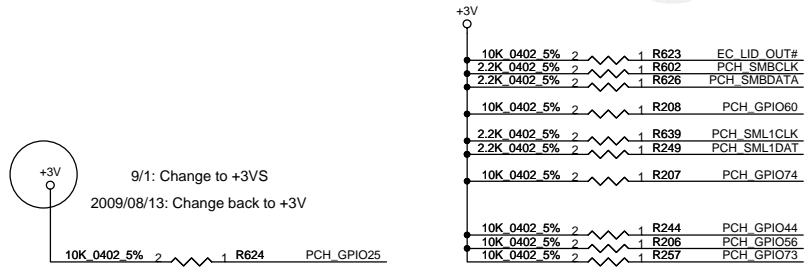 +3V
10K_0402_5% 2 1 R623 EC_LID_OUT#
2.2K_0402_5% 2 1 R602 PCH_SMBCLK
2.2K_0402_5% 2 1 R626 PCH_SMBDATA
10K_0402_5% 2 1 R208 PCH_GPIO60
2.2K_0402_5% 2 1 R639 PCH_SML1CLK
2.2K_0402_5% 2 1 R249 PCH_SML1DAT
10K_0402_5% 2 1 R207 PCH_GPIO74
10K_0402_5% 2 1 R244 PCH_GPIO44
10K_0402_5% 2 1 R206 PCH_GPIO56
10K_0402_5% 2 1 R257 PCH_GPIO73
+3V
9/1: Change to +3VS
2009/08/13: Change back to +3V
10K_0402_5% 2 1 R624 PCH_GPIO25